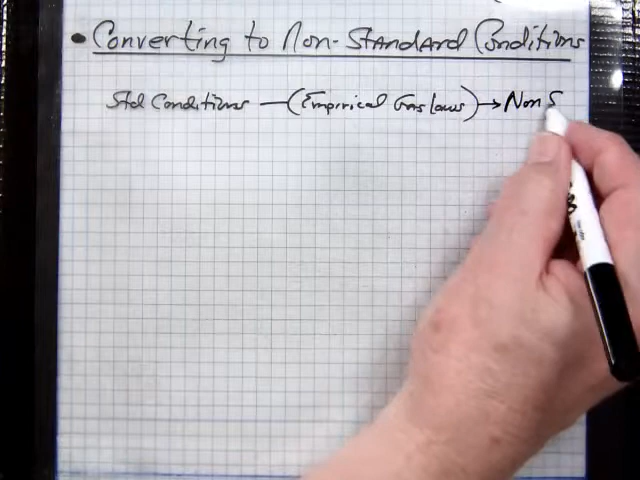 • Converting to Non-Standard Conditions
Std Conditions —(Empirical Gas Laws)→ Non S